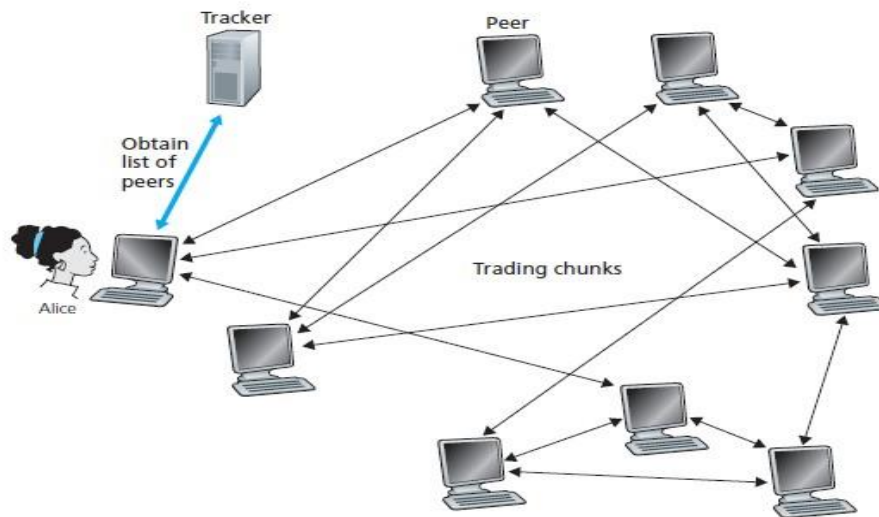 Tracker
Peer
Obtain
list of
peers
Trading chunks
Alice